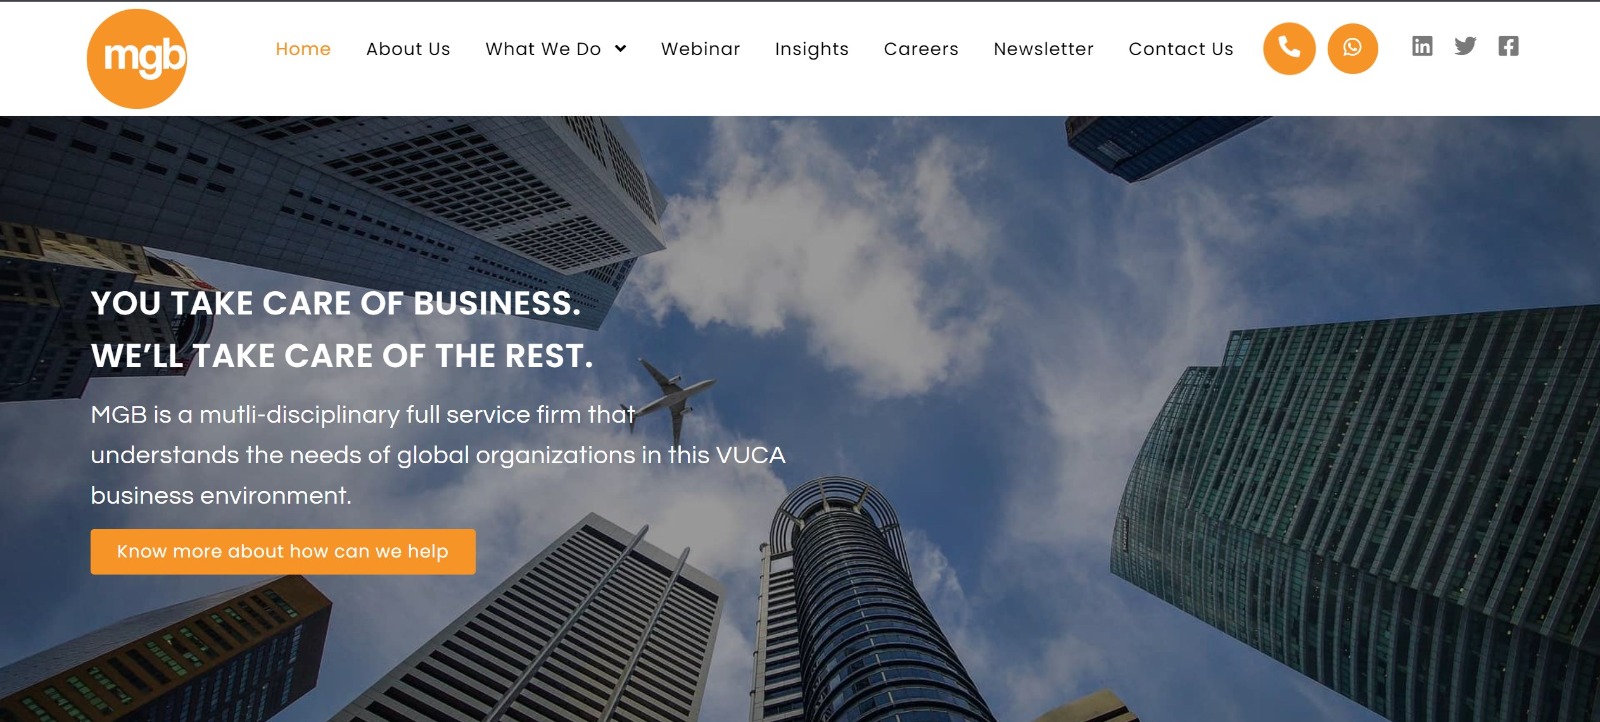 mgb
Home About Us What We Do Webinar Insights Careers Newsletter Contact Us
YOU TAKE CARE OF BUSINESS.
WE’LL TAKE CARE OF THE REST.
MGB is a mutli-disciplinary full service firm that
understands the needs of global organizations in this VUCA
business environment.
Know more about how can we help